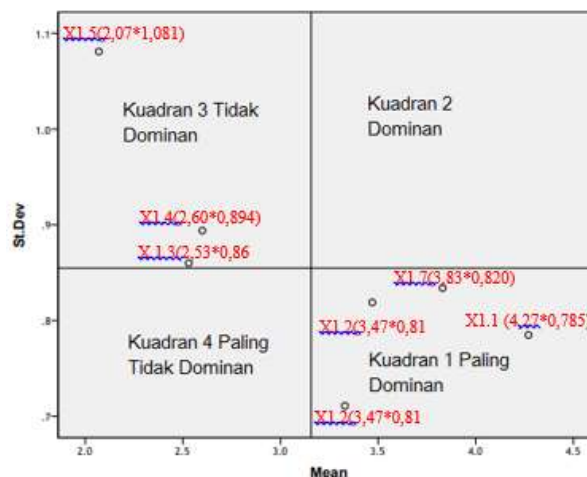 X1.5(2,07*1,081)
1.1
Kuadran 3 Tidak
Dominan
Kuadran 2
Dominan
1.0
St.Dev
X1.4(2,60*0,894)
.9
X.1.3(2,53*0,86
X1.7(3,83*0,820)
.8
X1.2(3,47*0,81
X1.1 (4,27*0,785)
Kuadran 4 Paling
Tidak Dominan
Kuadran 1 Paling
Dominan
X1.2(3,47*0,81
.7
2.0
2.5
3.0
3.5
4.0
4.5
Mean